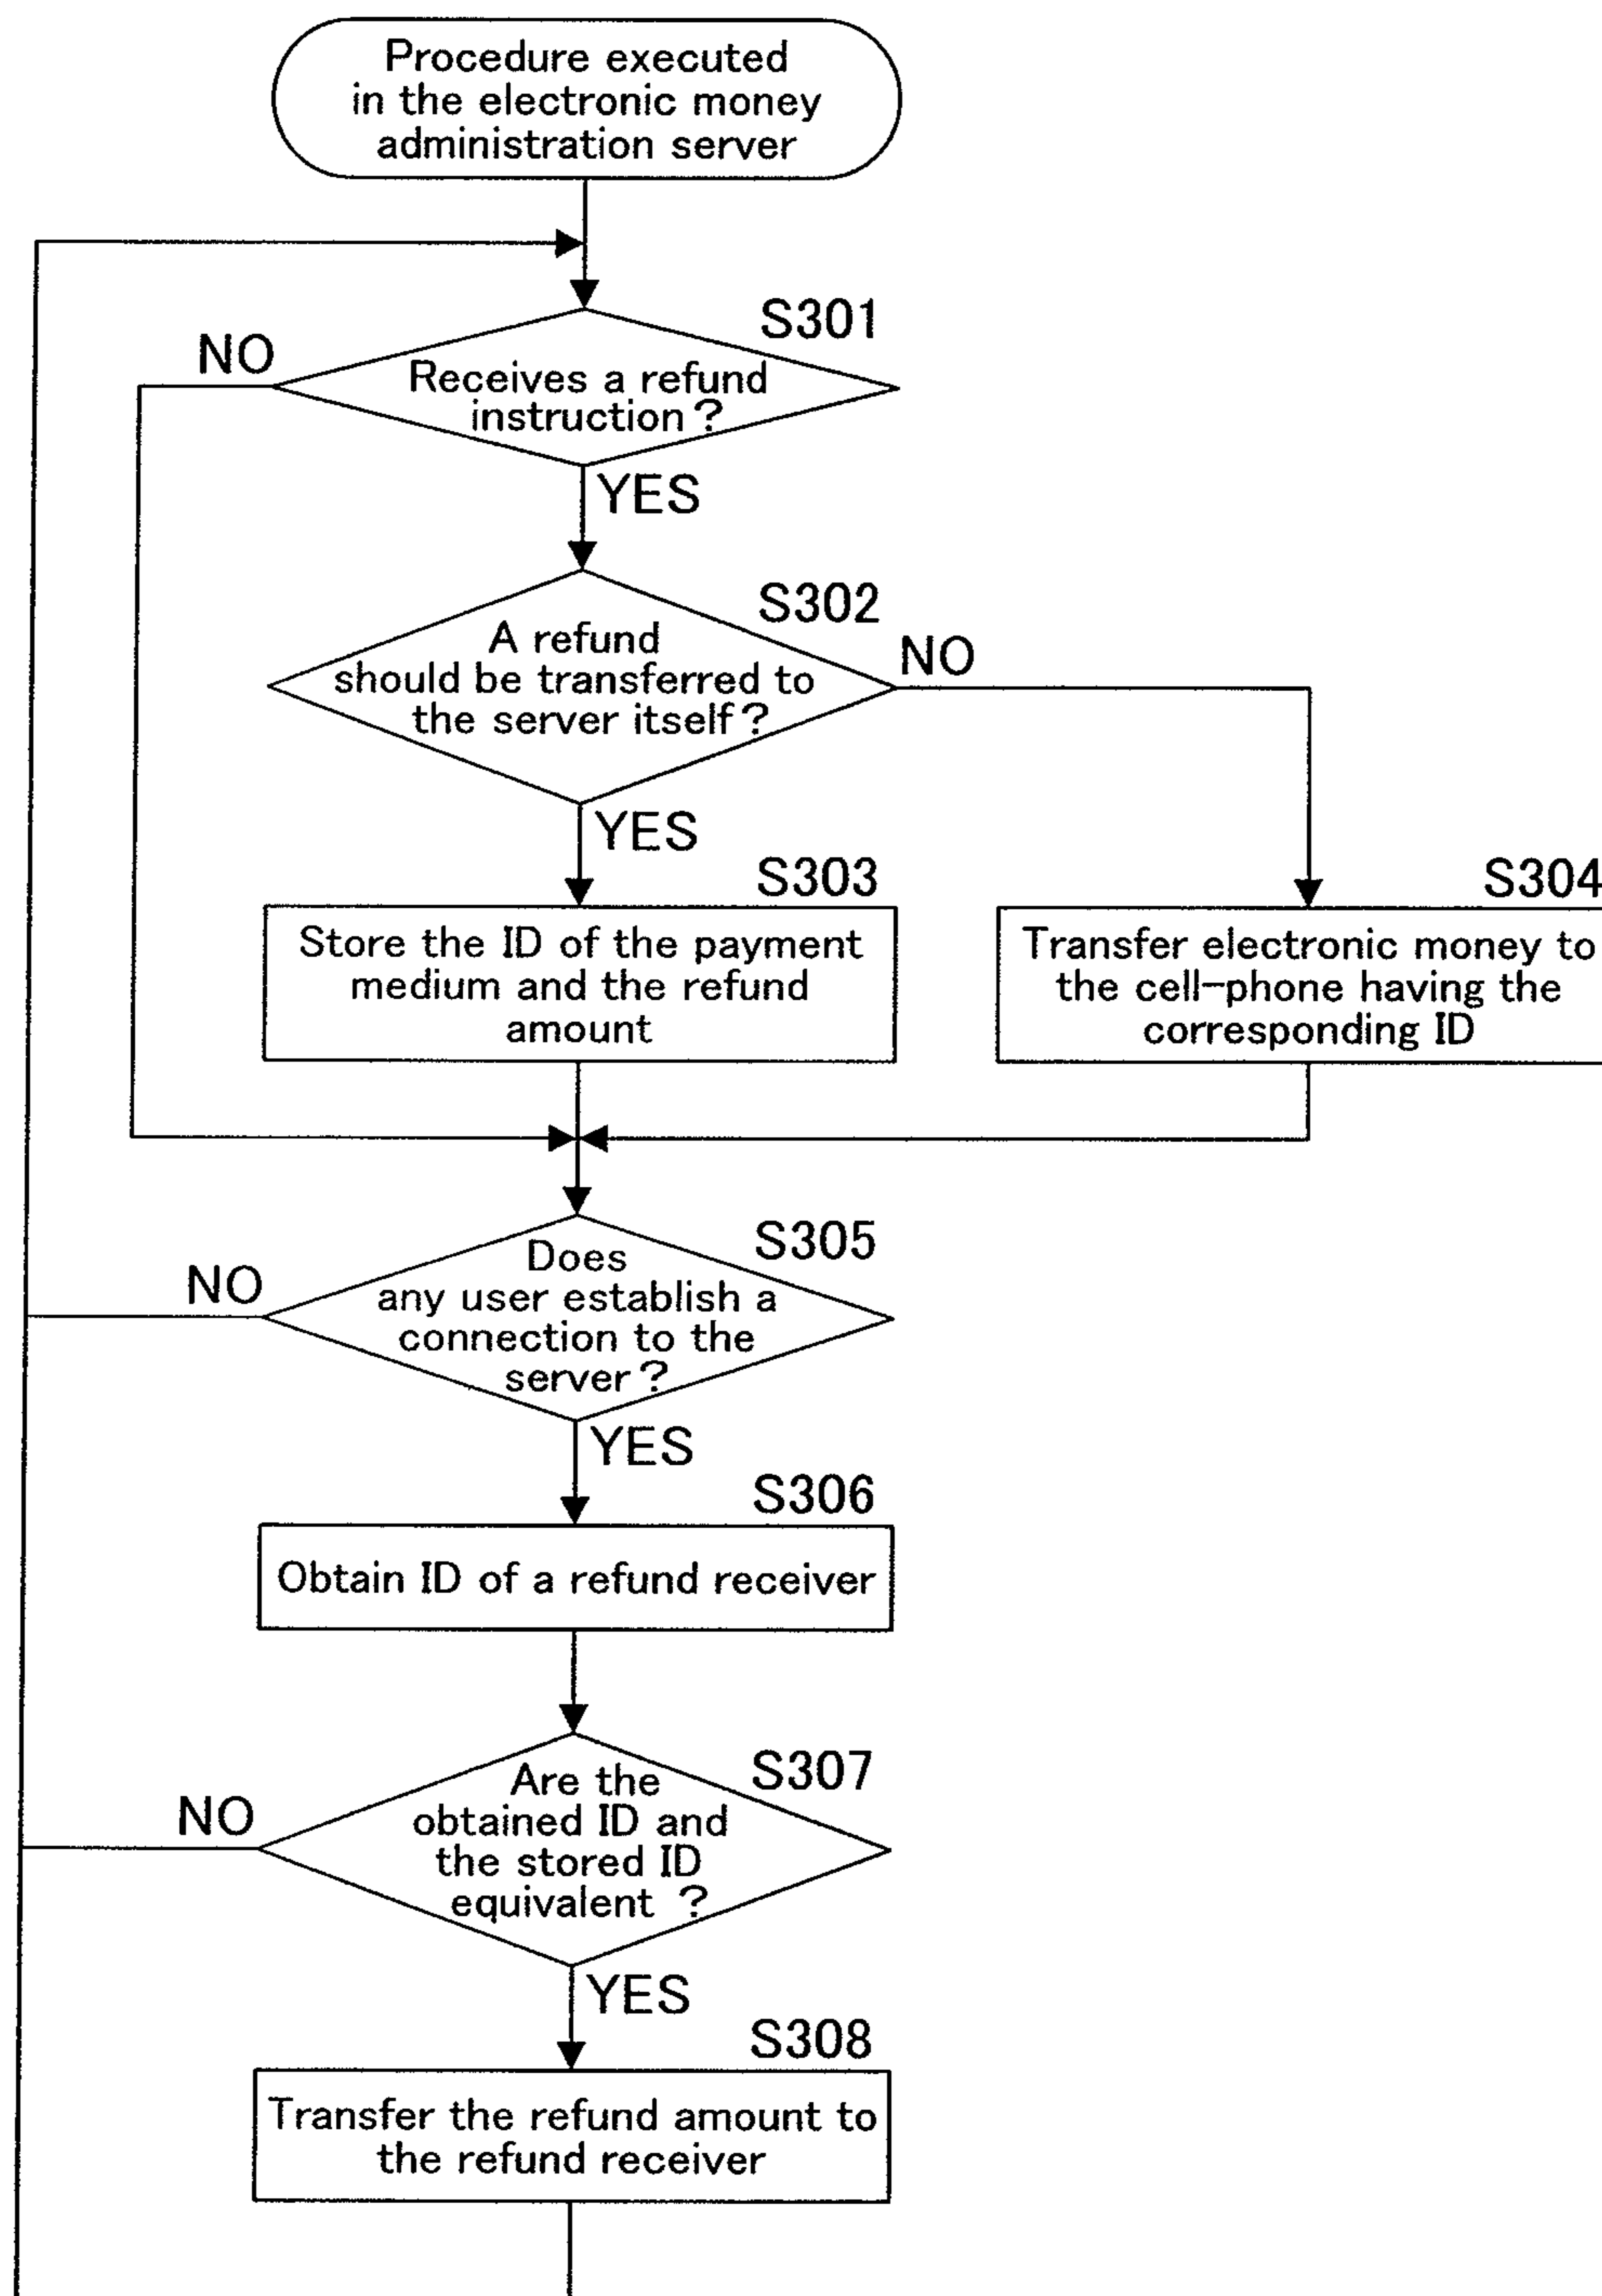 Procedure executed
in the electronic money
administration server
S301
NO
Receives a refund
instruction?
YES
S302
A refund
should be transferred to
the server itself?
NO
YES
S303
Store the ID of the payment
medium and the refund
amount
S304
Transfer electronic money to
the cell-phone having the
corresponding ID
S305
NO
Does
any user establish a
connection to the
server?
YES
S306
Obtain ID of a refund receiver
S307
NO
Are the
obtained ID and
the stored ID
equivalent ?
YES
S308
Transfer the refund amount to
the refund receiver